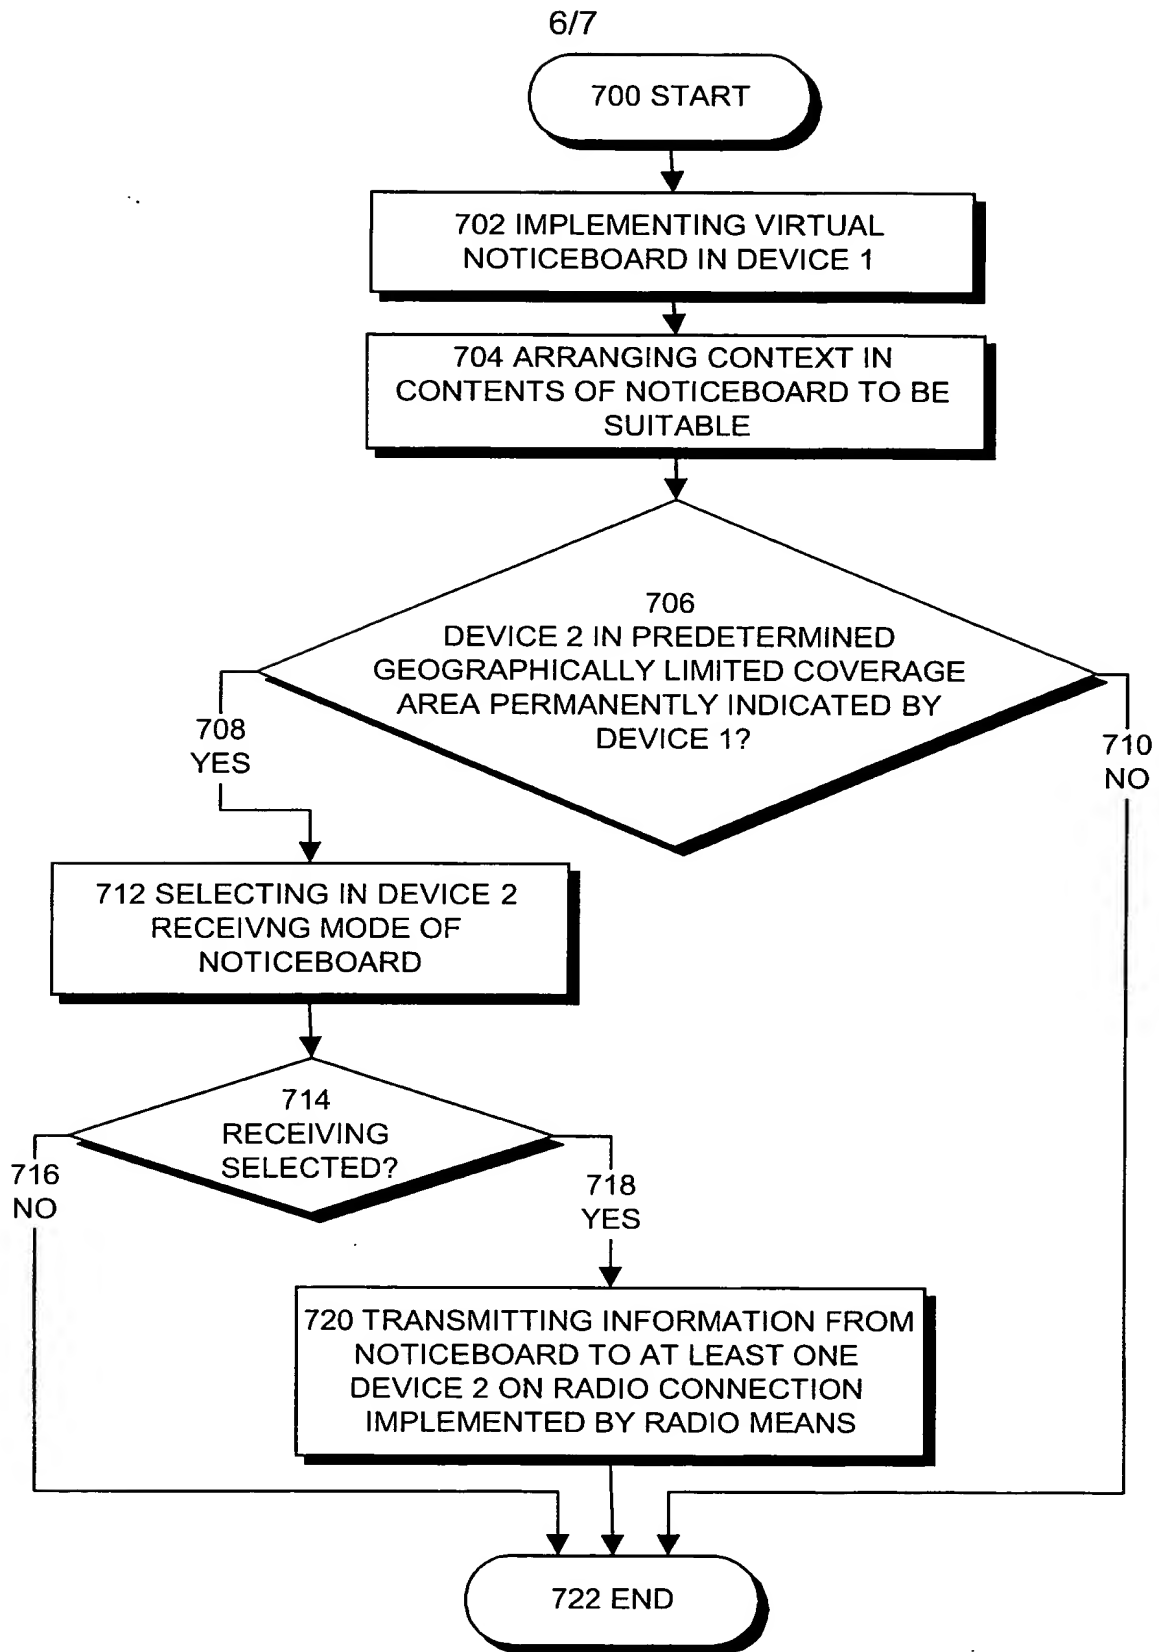 6/7
700 START
702 IMPLEMENTING VIRTUAL
NOTICEBOARD IN DEVICE 1
704 ARRANGING CONTEXT IN
CONTENTS OF NOTICEBOARD TO BE
SUITABLE
706
DEVICE 2 IN PREDETERMINED
GEOGRAPHICALLY LIMITED COVERAGE
AREA PERMANENTLY INDICATED BY
DEVICE 1?
708
YES
710
NO
712 SELECTING IN DEVICE 2
RECEIVNG MODE OF
NOTICEBOARD
714
RECEIVING
SELECTED?
716
NO
718
YES
720 TRANSMITTING INFORMATION FROM
NOTICEBOARD TO AT LEAST ONE
DEVICE 2 ON RADIO CONNECTION
IMPLEMENTED BY RADIO MEANS
722 END